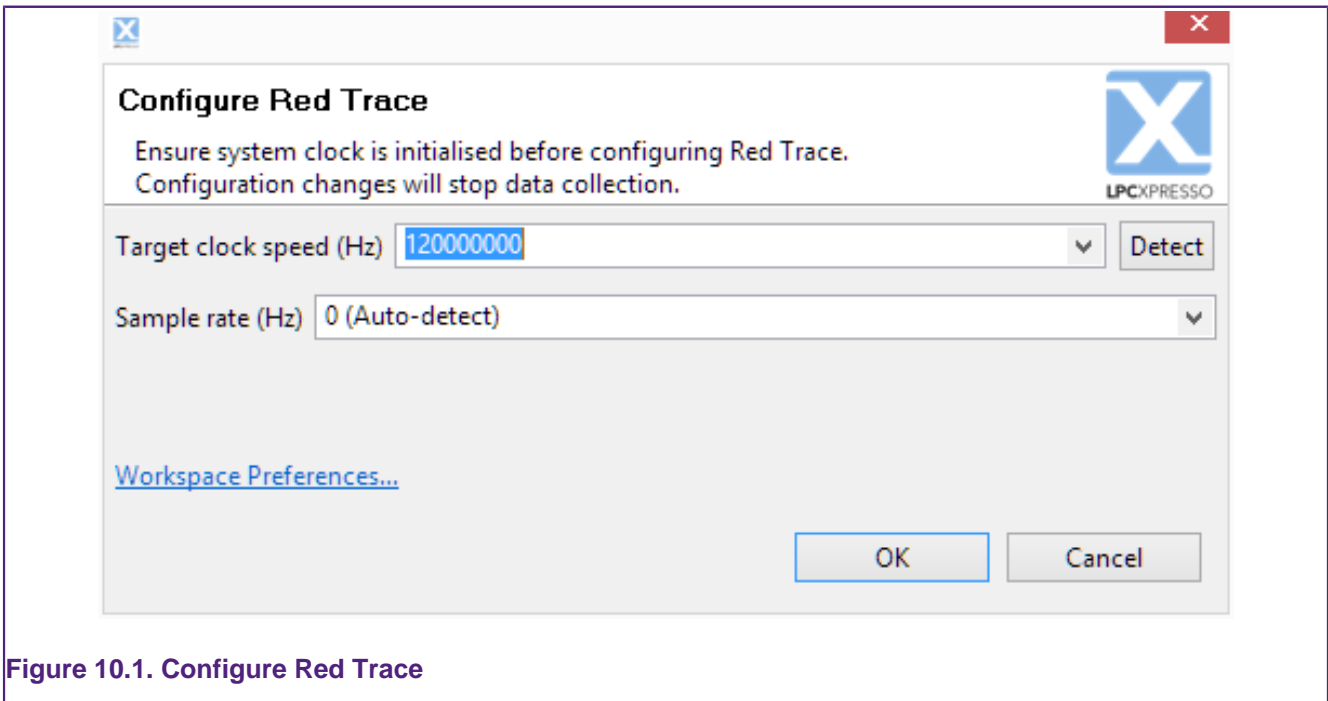 Configure Red Trace
Ensure system clock is initialised before configuring Red Trace.
Configuration changes will stop data collection.
LPCXPRESSO
Target clock speed (Hz) 120000000 Detect
Sample rate (Hz) 0 (Auto-detect)
Workspace Preferences...
OK Cancel
Figure 10.1. Configure Red Trace